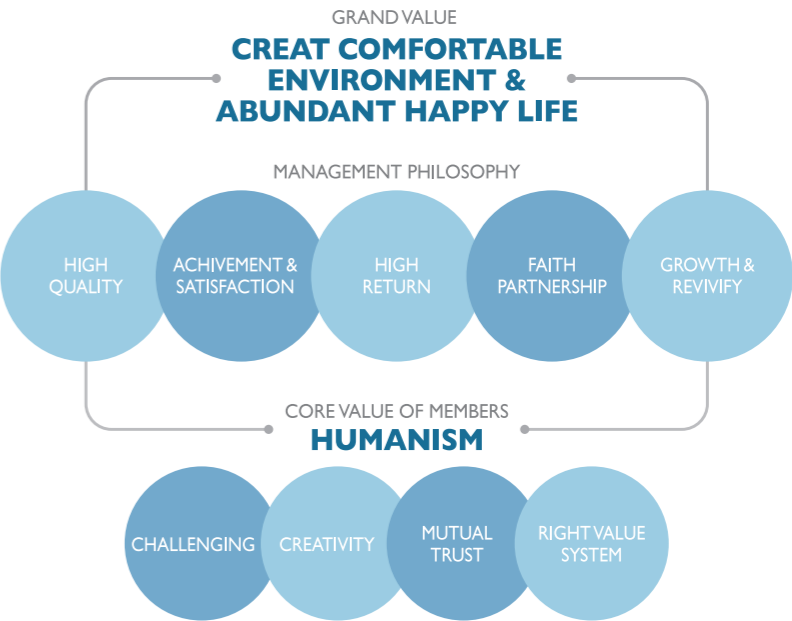 GRAND VALUE
CREAT COMFORTABLE
ENVIRONMENT &
ABUNDANT HAPPY LIFE
MANAGEMENT PHILOSOPHY
HIGH
QUALITY
ACHIVEMENT &
SATISFACTION
HIGH
RETURN
FAITH
PARTNERSHIP
GROWTH &
REVIVIFY
CORE VALUE OF MEMBERS
HUMANISM
CHALLENGING
CREATIVITY
MUTUAL
TRUST
RIGHT VALUE
SYSTEM